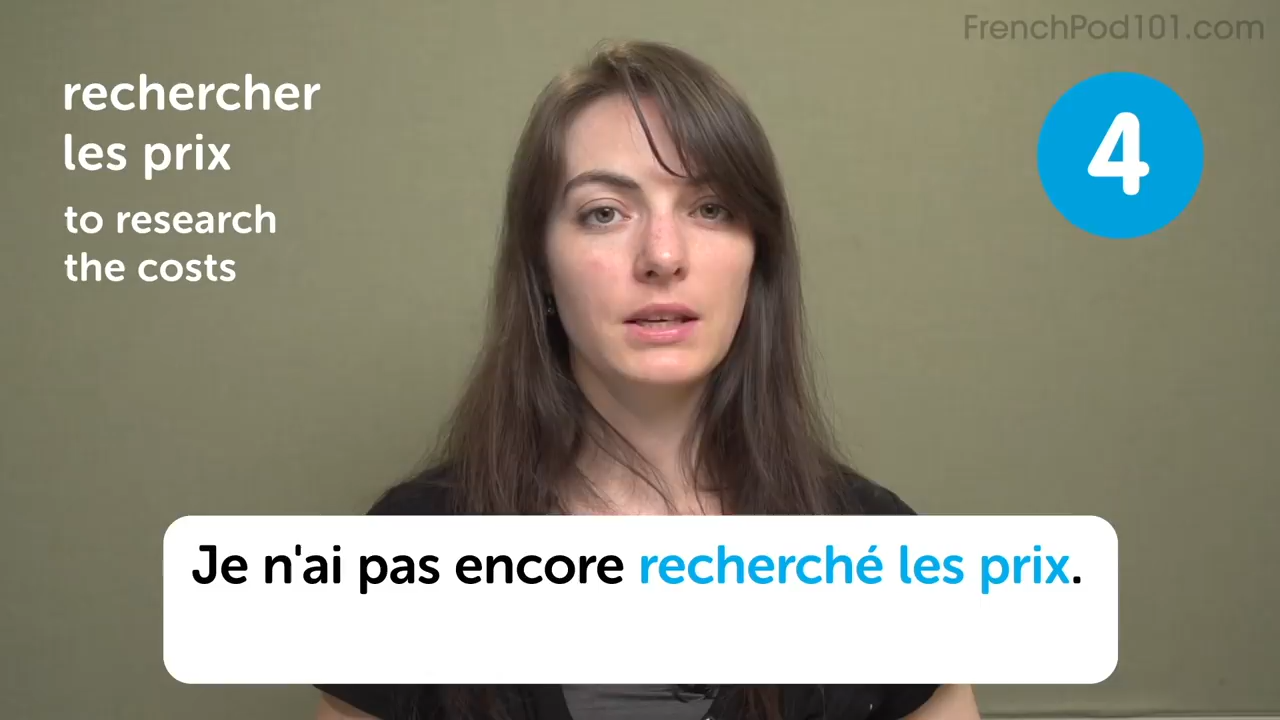 FrenchPod101.com
rechercher
les prix
to research
the costs
4
Je n'ai pas encore recherché les prix.